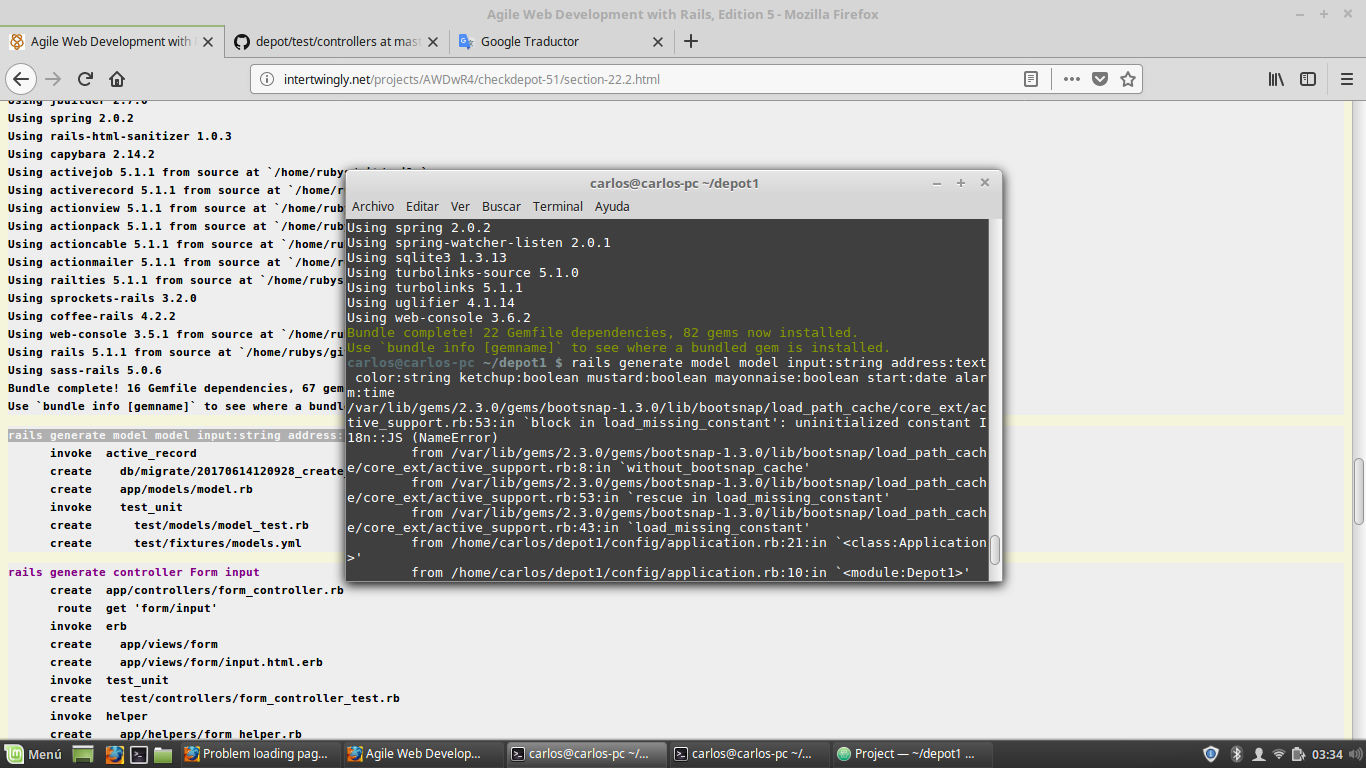 Agile Web Development with Rails, Edition 5 - Mozilla Firefox
Agile Web Development with
depot/test/controllers at mast
Google Traductor
intertwingly.net/projects/AWDwR4/checkdepot-51/section-22.2.html
Using jbuilder 2.7.0
Using spring 2.0.2
Using rails-html-sanitizer 1.0.3
Using capybara 2.14.2
Using activejob 5.1.1 from source at `/home/rubys
Using activerecord 5.1.1 from source at `/home/r
Using actionview 5.1.1 from source at `/home/rub
Using actionpack 5.1.1 from source at `/home/rub
Using actioncable 5.1.1 from source at `/home/ru
Using actionmailer 5.1.1 from source at `/home/r
Using railties 5.1.1 from source at `/home/rubys
Using sprockets-rails 3.2.0
Using coffee-rails 4.2.2
Using web-console 3.5.1 from source at `/home/ru
Using rails 5.1.1 from source at `/home/rubys/gi
Using sass-rails 5.0.6
Bundle complete! 16 Gemfile dependencies, 67 gem
Use `bundle info [gemname]` to see where a bundl
rails generate model model input:string address:
invoke active_record
create db/migrate/20170614120928_create_
create app/models/model.rb
invoke test_unit
create test/models/model_test.rb
create test/fixtures/models.yml
rails generate controller Form input
create app/controllers/form_controller.rb
route get 'form/input'
invoke erb
create app/views/form
create app/views/form/input.html.erb
invoke test_unit
create test/controllers/form_controller_test.rb
invoke helper
create app/helpers/form_helper.rb
carlos@carlos-pc ~/depot1
Archivo Editar Ver Buscar Terminal Ayuda
Using spring 2.0.2
Using spring-watcher-listen 2.0.1
Using sqlite3 1.3.13
Using turbolinks-source 5.1.0
Using turbolinks 5.1.1
Using uglifier 4.1.14
Using web-console 3.6.2
Bundle complete! 22 Gemfile dependencies, 82 gems now installed.
Use `bundle info [gemname]` to see where a bundled gem is installed.
carlos@carlos-pc ~/depot1 $ rails generate model model input:string address:text
color:string ketchup:boolean mustard:boolean mayonnaise:boolean start:date alar
m:time
/var/lib/gems/2.3.0/gems/bootsnap-1.3.0/lib/bootsnap/load_path_cache/core_ext/ac
tive_support.rb:53:in `block in load_missing_constant': uninitialized constant I
18n::JS (NameError)
from /var/lib/gems/2.3.0/gems/bootsnap-1.3.0/lib/bootsnap/load_path_cach
e/core_ext/active_support.rb:8:in `without_bootsnap_cache'
from /var/lib/gems/2.3.0/gems/bootsnap-1.3.0/lib/bootsnap/load_path_cach
e/core_ext/active_support.rb:53:in `rescue in load_missing_constant'
from /var/lib/gems/2.3.0/gems/bootsnap-1.3.0/lib/bootsnap/load_path_cach
e/core_ext/active_support.rb:43:in `load_missing_constant'
from /home/carlos/depot1/config/application.rb:21:in `<class:Application
>'
from /home/carlos/depot1/config/application.rb:10:in `<module:Depot1>'
Menú
Problem loading pag...
Agile Web Develop...
carlos@carlos-pc ~/...
carlos@carlos-pc ~/...
Project — ~/depot1 ...
03:34